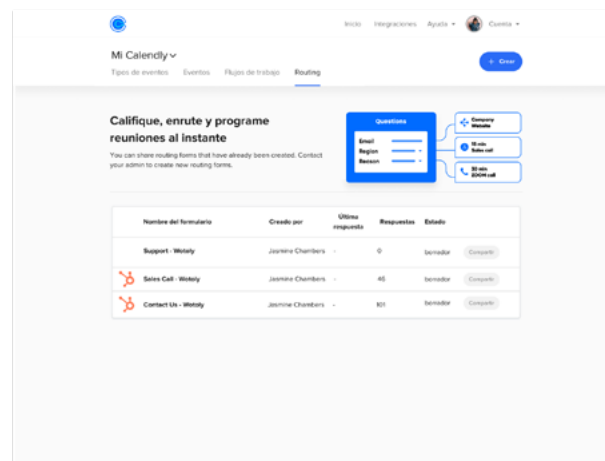 Inicio Integraciones Ayuda Cuenta
Mi Calendly
+ Crear
Tipos de eventos Eventos Flujos de trabajo Routing
Califique, enrute y programe
reuniones al instante
You can share routing forms that have already been created. Contact
your admin to create new routing forms.
Questions
Email
Region
Reason
Company
Website
15 min
Sales call
30 min
ZOOM call
Nombre del formulario Creado por Última respuesta Respuestas Estado
Support - Wotoly Jasmine Chambers - 0 borrador Compartir
Sales Call - Wotoly Jasmine Chambers - 46 borrador Compartir
Contact Us - Wotoly Jasmine Chambers - 101 borrador Compartir